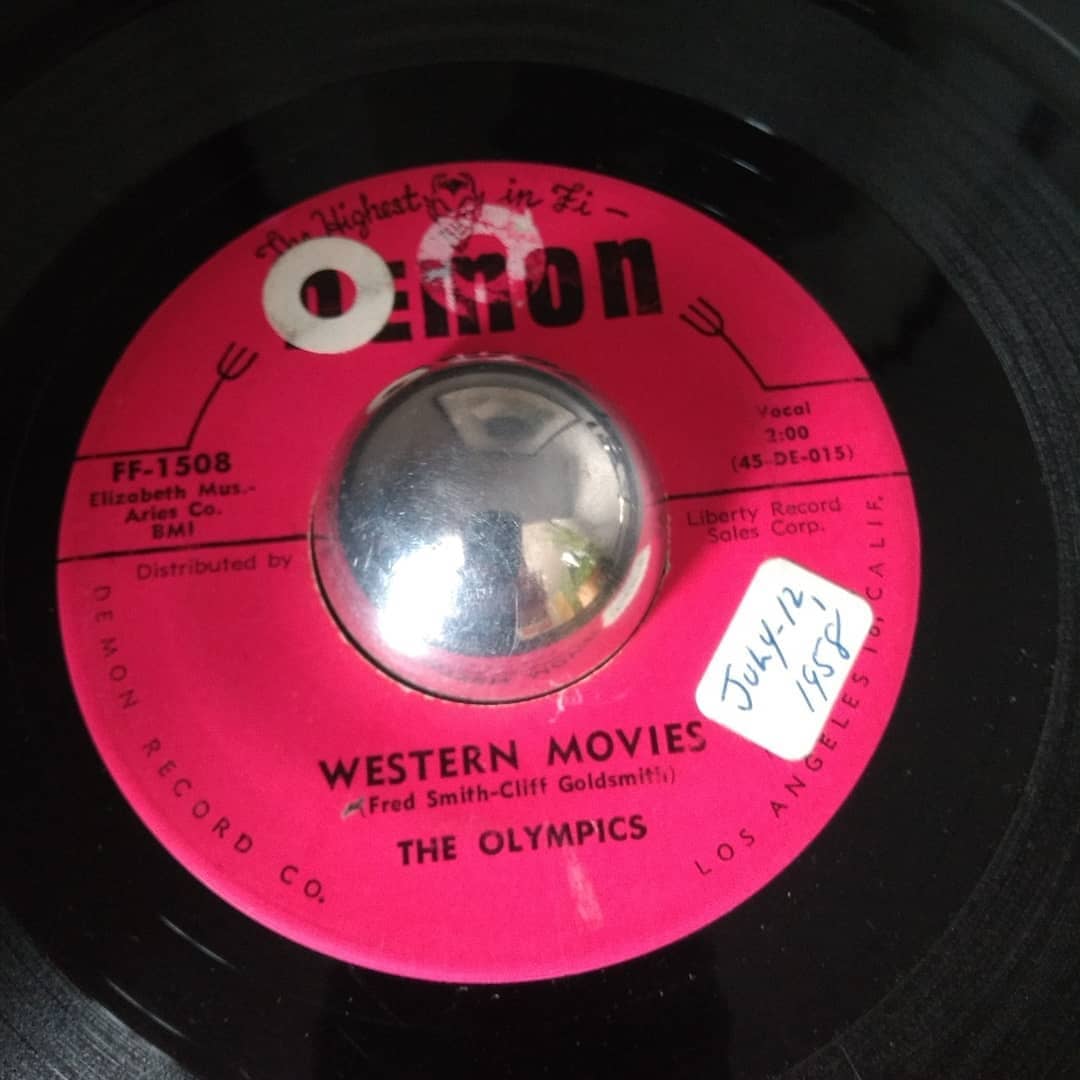 The Highest in Fi —
DEMON
FF-1508
Elizabeth Mus.-
Aries Co.
BMI
Vocal
2:00
(45-DE-015)
Distributed by
Liberty Record
Sales Corp.
JULY-12,
1958
WESTERN MOVIES
(Fred Smith-Cliff Goldsmith)
THE OLYMPICS
DEMON RECORD CO.
LOS ANGELES 16, CALIF.